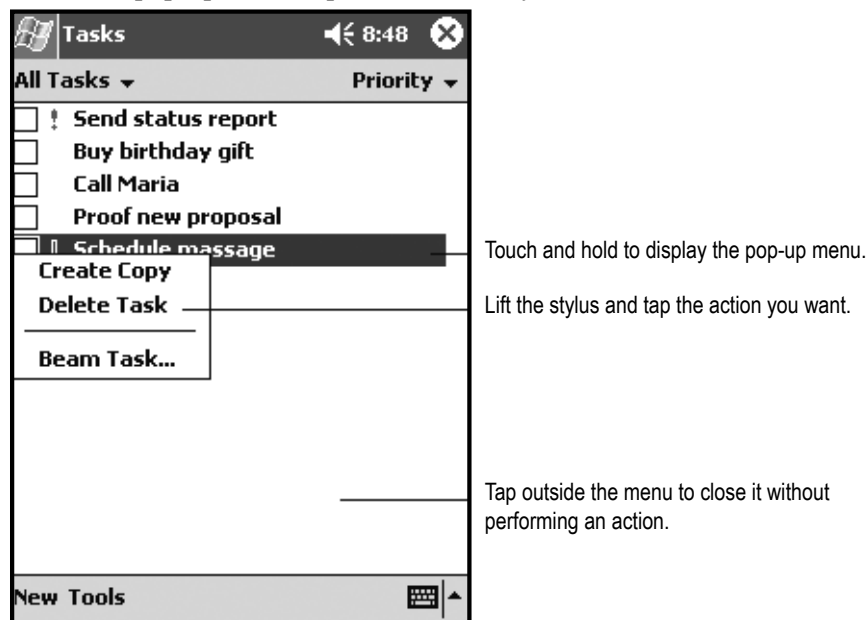 Tasks 8:48
All Tasks Priority
Send status report
Buy birthday gift
Call Maria
Proof new proposal
Schedule massage
Create Copy
Delete Task
Beam Task...
New Tools
Touch and hold to display the pop-up menu.
Lift the stylus and tap the action you want.
Tap outside the menu to close it without
performing an action.